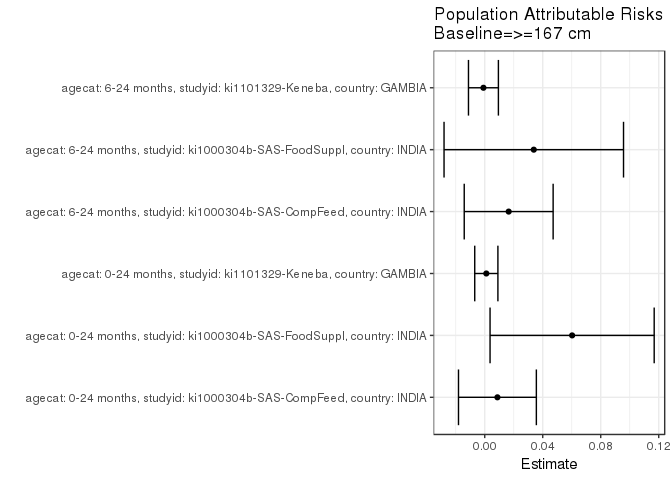 Population Attributable Risks
Baseline=>=167 cm
agecat: 6-24 months, studyid: ki1101329-Keneba, country: GAMBIA
agecat: 6-24 months, studyid: ki1000304b-SAS-FoodSuppl, country: INDIA
agecat: 6-24 months, studyid: ki1000304b-SAS-CompFeed, country: INDIA
agecat: 0-24 months, studyid: ki1101329-Keneba, country: GAMBIA
agecat: 0-24 months, studyid: ki1000304b-SAS-FoodSuppl, country: INDIA
agecat: 0-24 months, studyid: ki1000304b-SAS-CompFeed, country: INDIA
0.00 0.04 0.08 0.12
Estimate